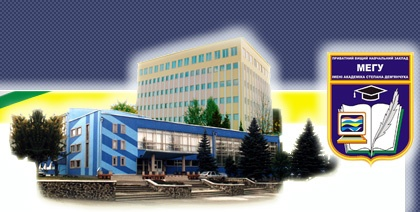 ПРИВАТНИЙ ВИЩИЙ НАВЧАЛЬНИЙ ЗАКЛАД
МЕГУ
ІМЕНІ АКАДЕМІКА СТЕПАНА ДЕМ'ЯНЧУКА